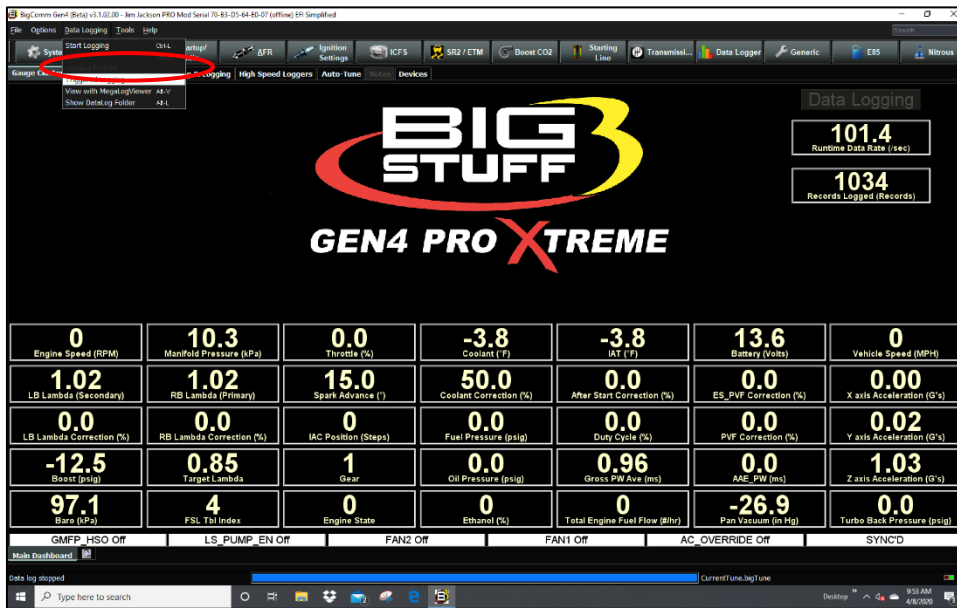 BigComm Gen4 (Beta) v3.1.02.00 - Jim Jackson PRO Mod Serial 70-B3-D5-64-E0-07 (offline) EFI Simplified
File Options Data Logging Tools Help Search
Start Logging Ctrl-L
View with MegaLogViewer Alt-V
Show DataLog Folder Alt-L
AFR Ignition Settings ICFS SR2 / ETM Boost CO2 Starting Line Transmissi... Data Logger Generic E85 Nitrous
Logging High Speed Loggers Auto-Tune Notes Devices
Data Logging
101.4
Runtime Data Rate (/sec)
1034
Records Logged (Records)
BIG
STUFF
3
GEN4 PRO XTREME
0 10.3 0.0 -3.8 -3.8 13.6 0
Engine Speed (RPM) Manifold Pressure (kPa) Throttle (%) Coolant (°F) IAT (°F) Battery (Volts) Vehicle Speed (MPH)
1.02 1.02 15.0 50.0 0.0 0.0 0.00
LB Lambda (Secondary) RB Lambda (Primary) Spark Advance (°) Coolant Correction (%) After Start Correction (%) ES_PVF Correction (%) X axis Acceleration (G's)
0.0 0.0 0 0.0 0.0 0.0 0.02
LB Lambda Correction (%) RB Lambda Correction (%) IAC Position (Steps) Fuel Pressure (psig) Duty Cycle (%) PVF Correction (%) Y axis Acceleration (G's)
-12.5 0.85 1 0.0 0.96 0.0 1.03
Boost (psig) Target Lambda Gear Oil Pressure (psig) Gross PW Ave (ms) AAE_PW (ms) Z axis Acceleration (G's)
97.1 4 0 0 0 -26.9 0.0
Baro (kPa) FSL Tbl Index Engine State Ethanol (%) Total Engine Fuel Flow (#/hr) Pan Vacuum (in Hg) Turbo Back Pressure (psig)
GMFP_HSO Off LS_PUMP_EN Off FAN2 Off FAN1 Off AC_OVERRIDE Off SYNC'D
Main Dashboard
Data log stopped CurrentTune.bigTune
Type here to search Desktop 9:53 AM
4/8/2020